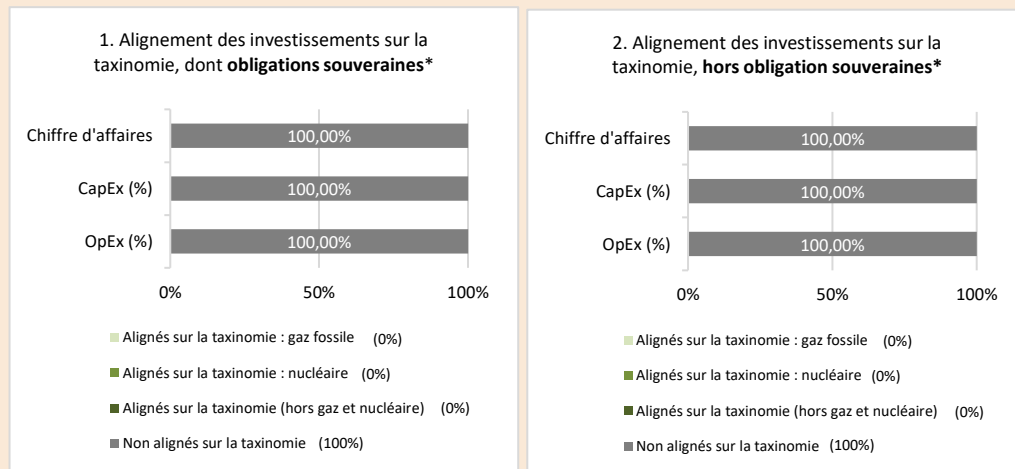 1. Alignement des investissements sur la
taxinomie, dont obligations souveraines*
Chiffre d'affaires
100,00%
CapEx (%)
100,00%
OpEx (%)
100,00%
0%
50%
100%
Alignés sur la taxinomie : gaz fossile (0%)
Alignés sur la taxinomie : nucléaire (0%)
Alignés sur la taxinomie (hors gaz et nucléaire) (0%)
Non alignés sur la taxinomie (100%)
2. Alignement des investissements sur la
taxinomie, hors obligation souveraines*
Chiffre d'affaires
100,00%
CapEx (%)
100,00%
OpEx (%)
100,00%
0%
50%
100%
Alignés sur la taxinomie : gaz fossile (0%)
Alignés sur la taxinomie : nucléaire (0%)
Alignés sur la taxinomie (hors gaz et nucléaire) (0%)
Non alignés sur la taxinomie (100%)